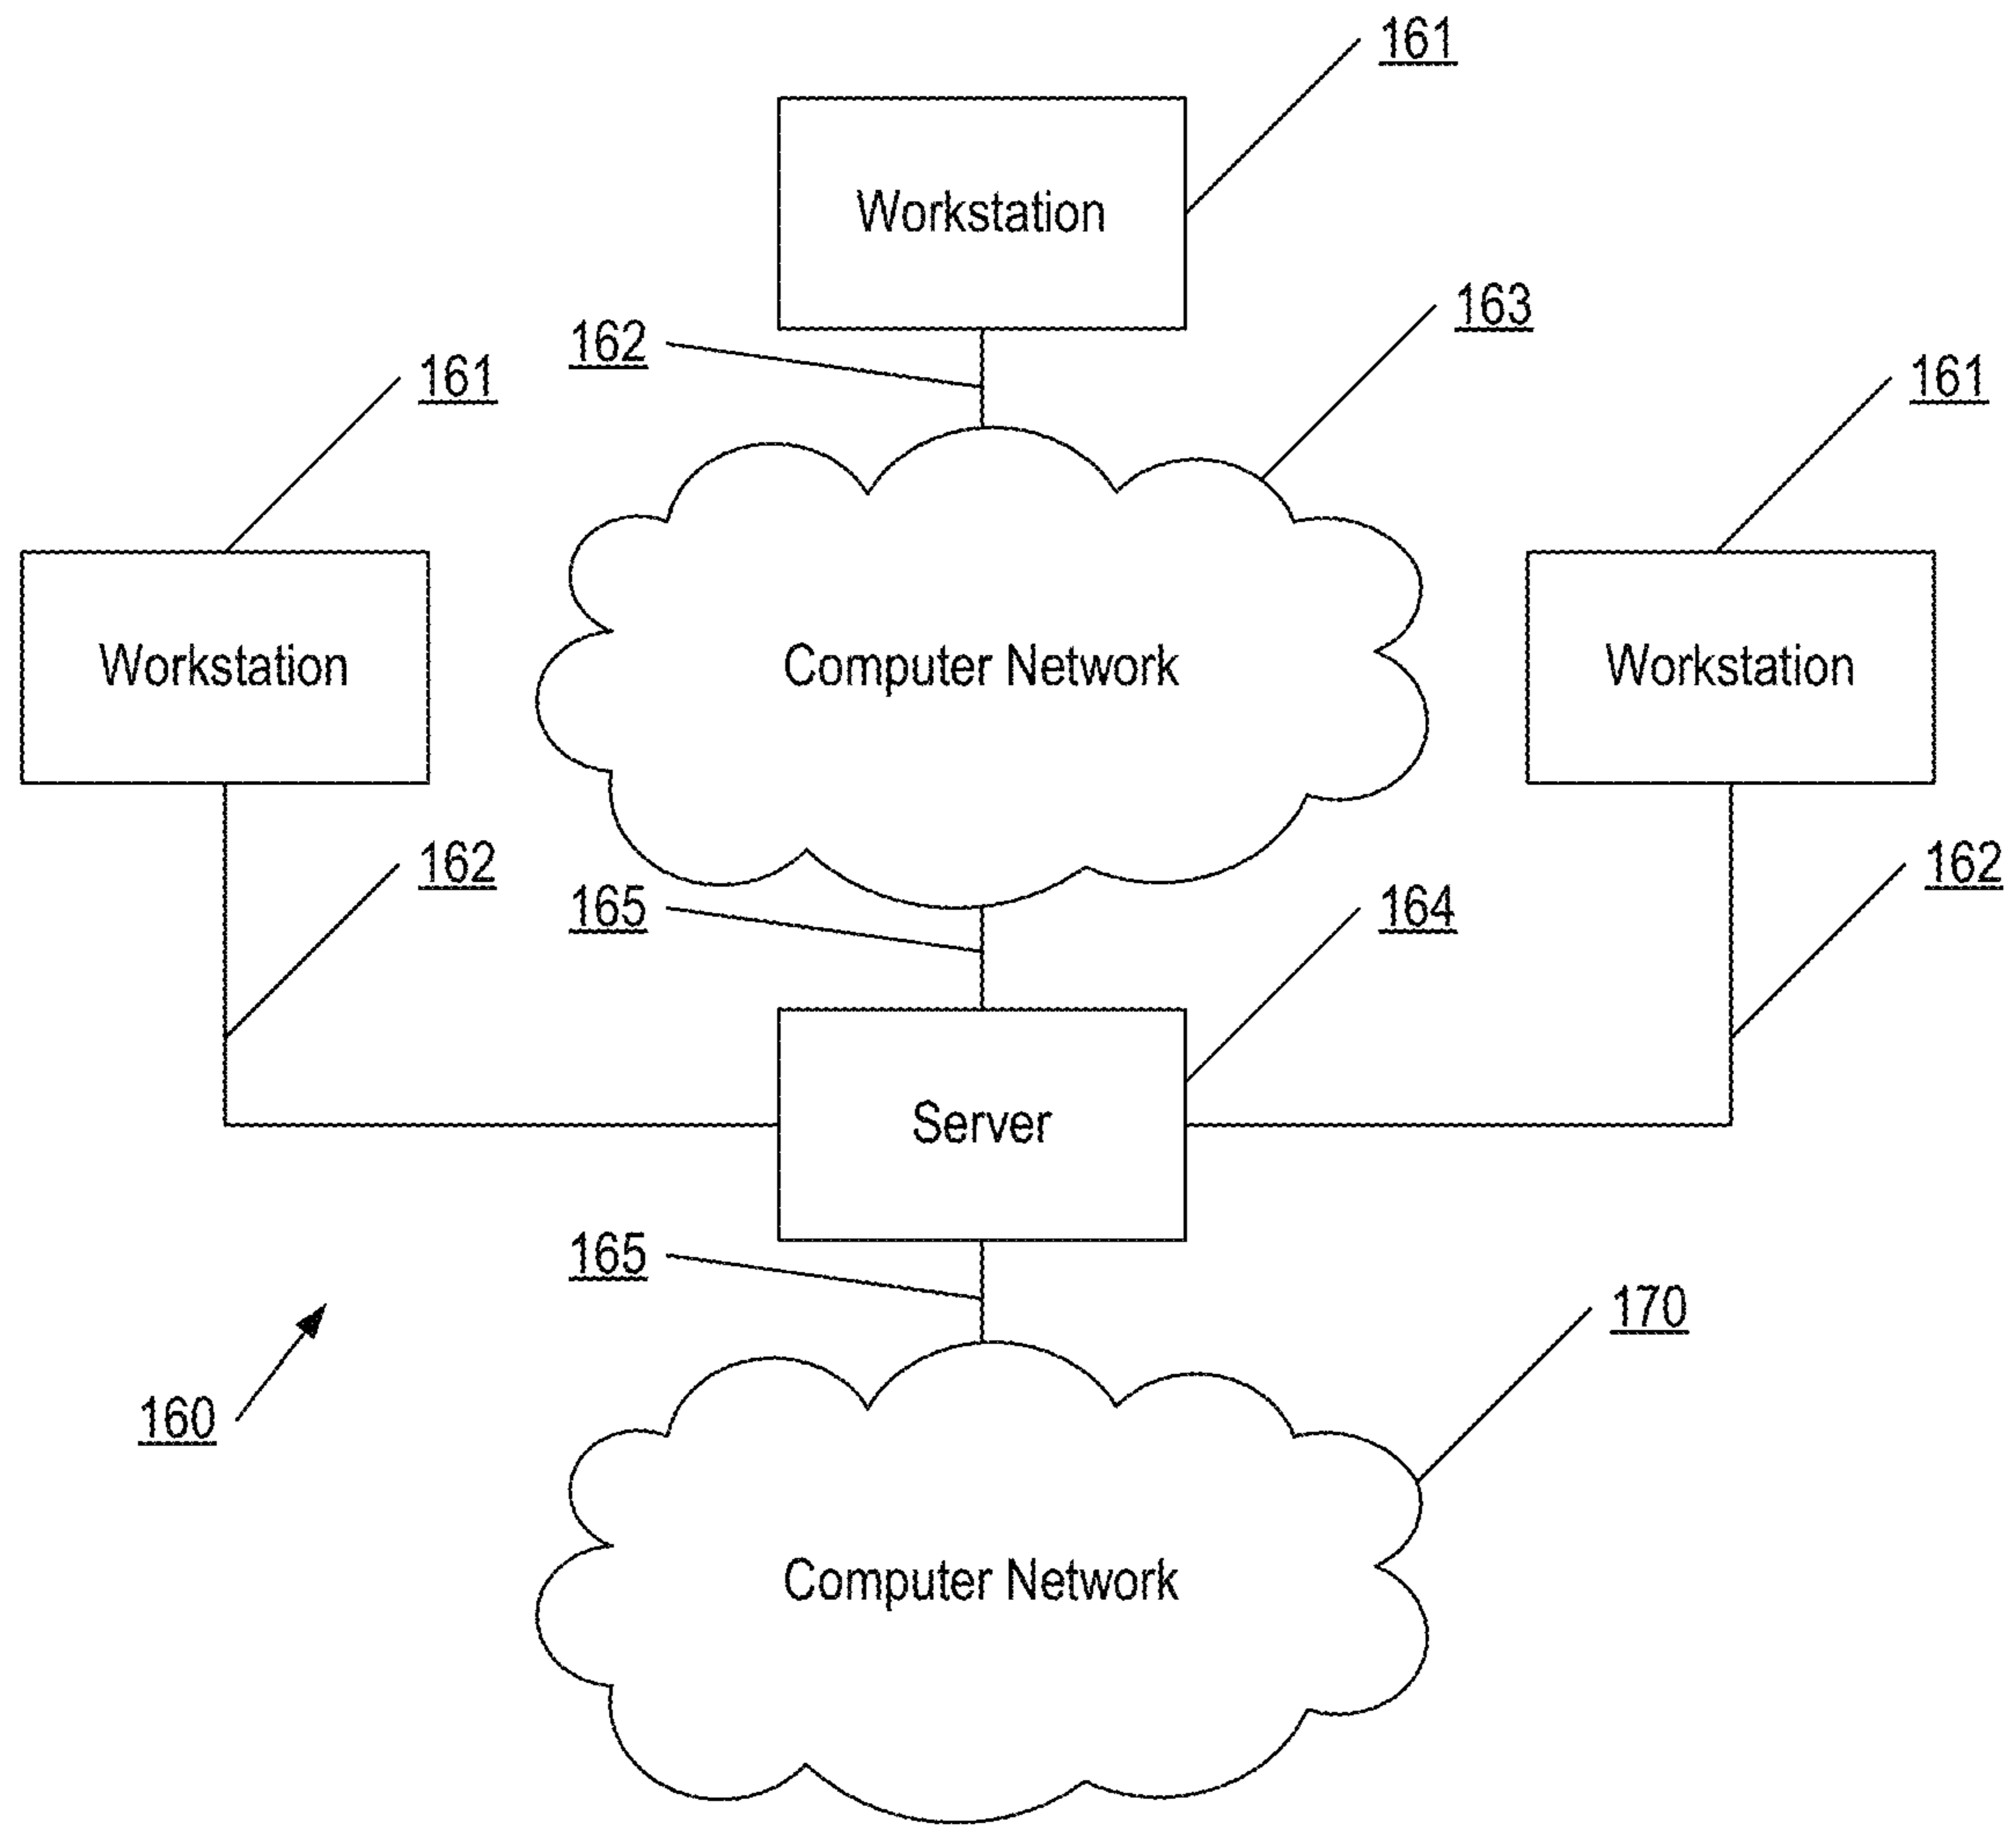 161
Workstation
163
162
161
161
Workstation
Computer Network
Workstation
162
162
165
164
Server
165
170
160
Computer Network